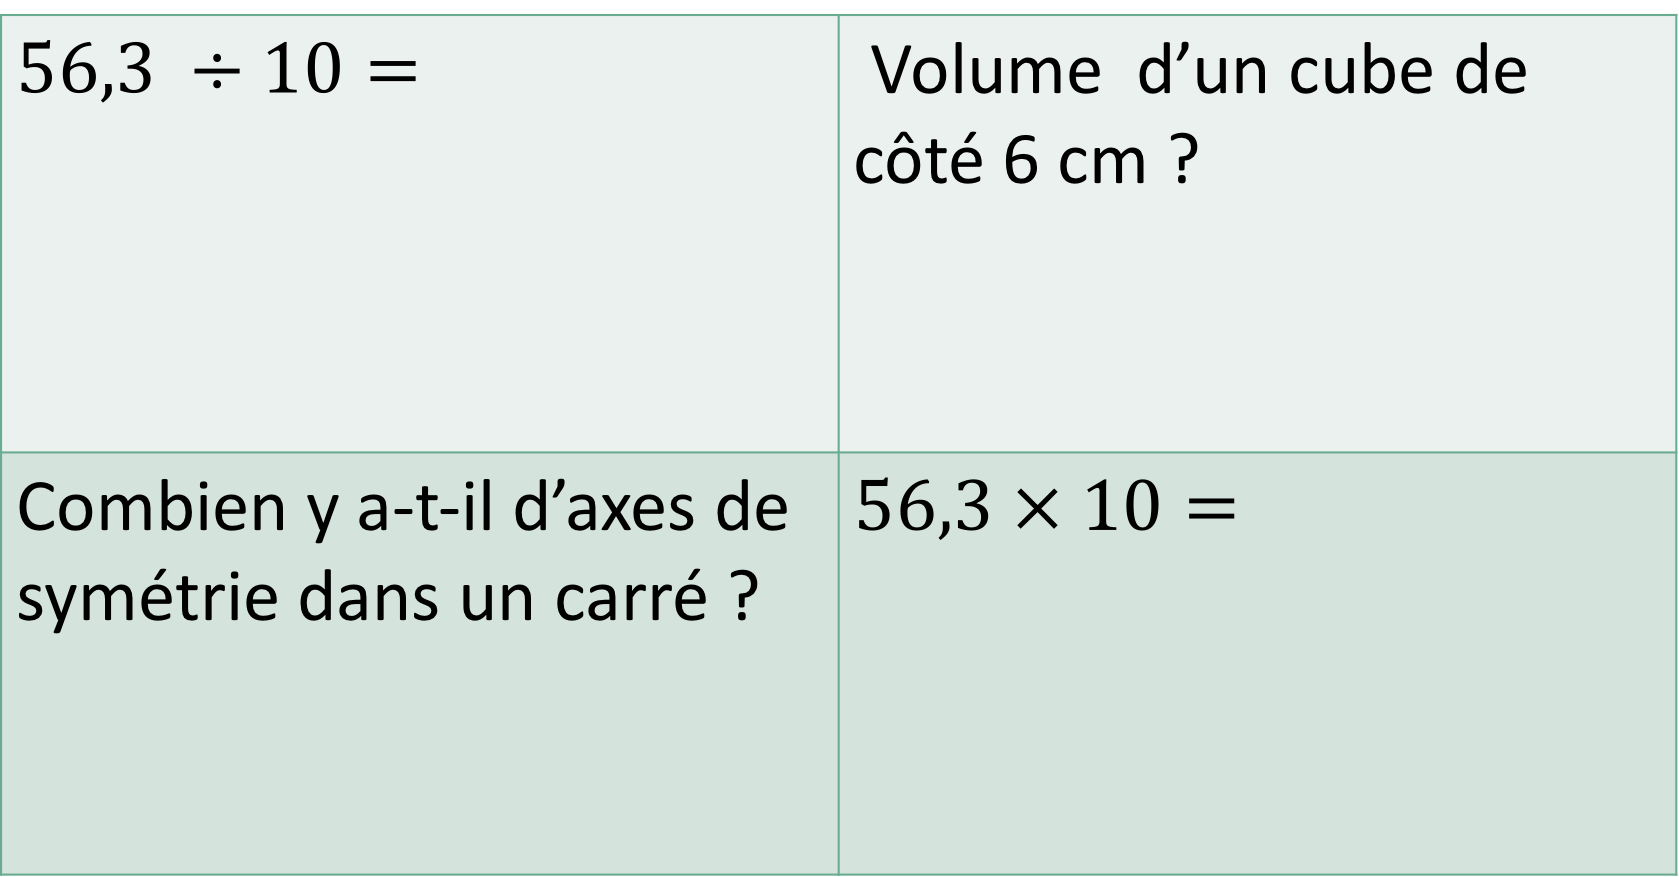 56,3 ÷ 10 =
Volume d’un cube de
côté 6 cm ?
Combien y a-t-il d’axes de
symétrie dans un carré ?
56,3 × 10 =